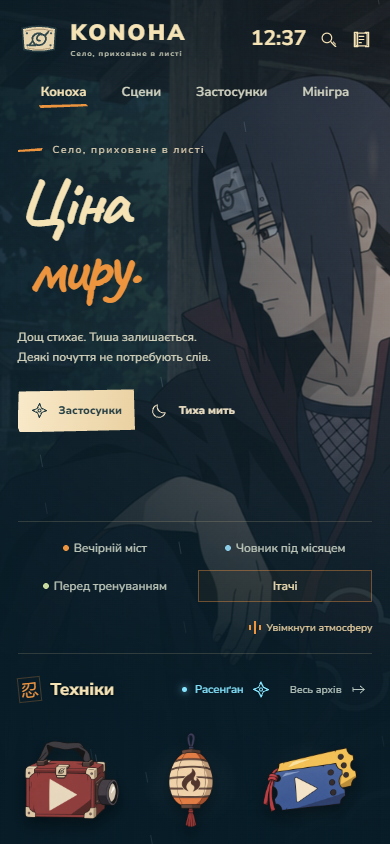 KONOHA
Село, приховане в листі
12:37
Коноха Сцени Застосунки Мінігра
Село, приховане в листі
Ціна
миру.
Дощ стихає. Тиша залишається.
Деякі почуття не потребують слів.
Застосунки Тиха мить
Вечірній міст Човник під місяцем
Перед тренуванням Ітачі
Увімкнути атмосферу
忍 Техніки Расенґан Весь архів